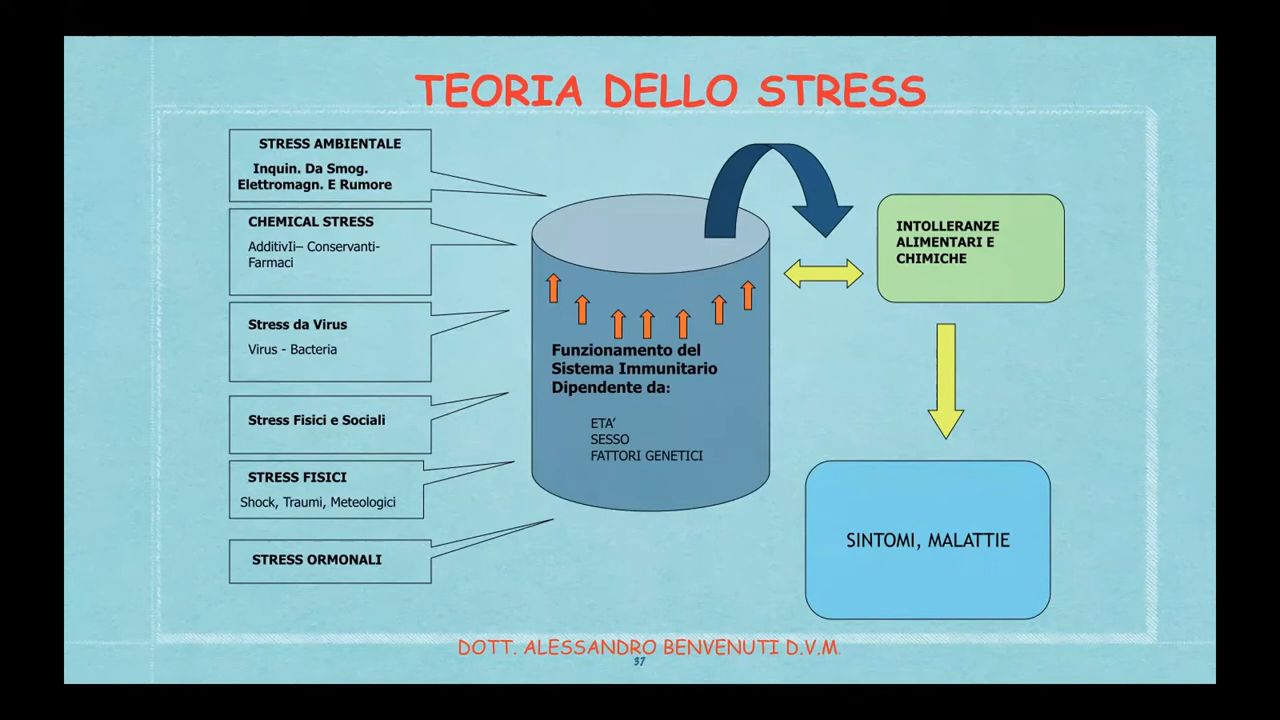 TEORIA DELLO STRESS
STRESS AMBIENTALE
Inquin. Da Smog.
Elettromagn. E Rumore
CHEMICAL STRESS
AdditivIi– Conservanti-
Farmaci
Stress da Virus
Virus - Bacteria
Stress Fisici e Sociali
STRESS FISICI
Shock, Traumi, Meteologici
STRESS ORMONALI
Funzionamento del
Sistema Immunitario
Dipendente da:
ETA’
SESSO
FATTORI GENETICI
INTOLLERANZE
ALIMENTARI E
CHIMICHE
SINTOMI, MALATTIE
DOTT. ALESSANDRO BENVENUTI D.V.M.
37